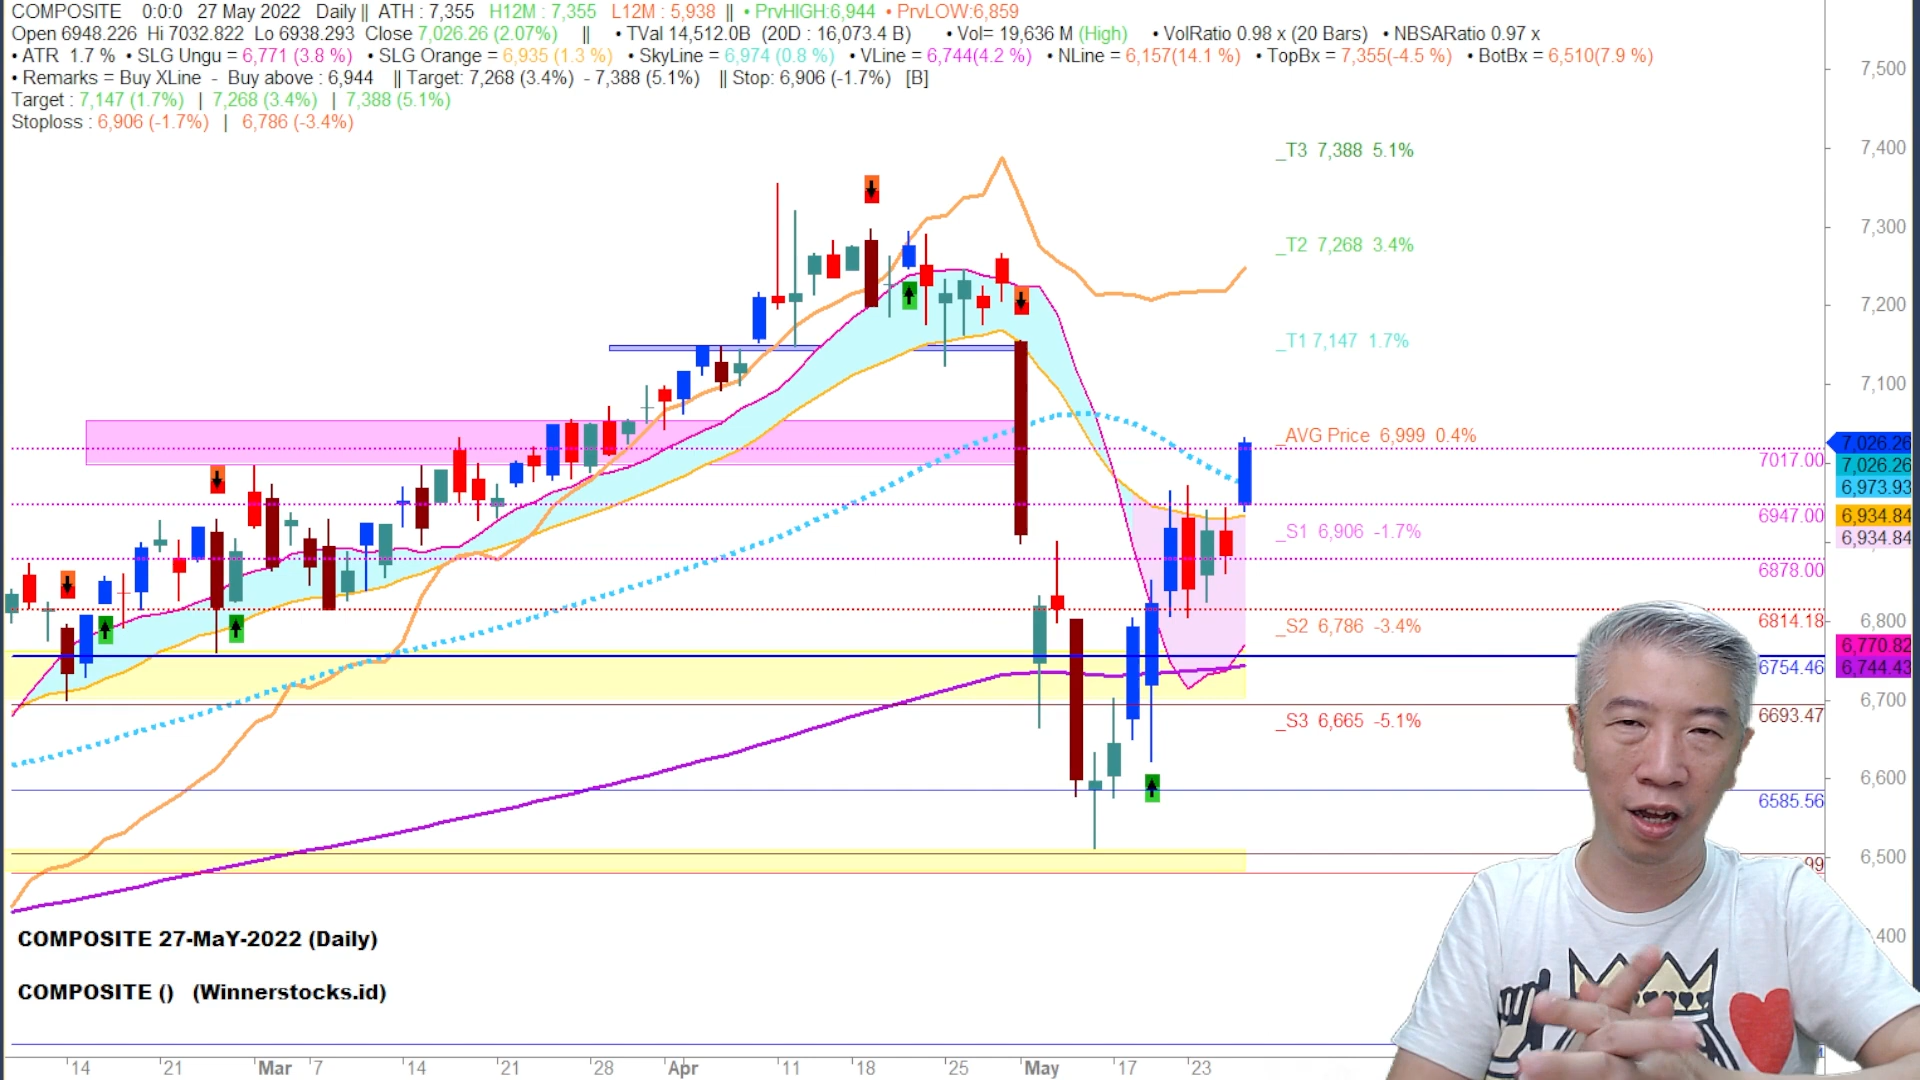 COMPOSITE 0:0:0 27 May 2022 Daily || ATH : 7,355 H12M : 7,355 L12M : 5,938 || • PrvHIGH:6,944 • PrvLOW:6,859
Open 6948.226 Hi 7032.822 Lo 6938.293 Close 7,026.26 (2.07%) || • TVal 14,512.0B (20D : 16,073.4 B) • Vol= 19,636 M (High) • VolRatio 0.98 x (20 Bars) • NBSARatio 0.97 x
• ATR 1.7 % • SLG Ungu = 6,771 (3.8 %) • SLG Orange = 6,935 (1.3 %) • SkyLine = 6,974 (0.8 %) • VLine = 6,744(4.2 %) • NLine = 6,157(14.1 %) • TopBx = 7,355(-4.5 %) • BotBx = 6,510(7.9 %)
• Remarks = Buy XLine - Buy above : 6,944 || Target: 7,268 (3.4%) - 7,388 (5.1%) || Stop: 6,906 (-1.7%) [B]
Target : 7,147 (1.7%) | 7,268 (3.4%) | 7,388 (5.1%)
Stoploss : 6,906 (-1.7%) | 6,786 (-3.4%)
7,500
_T3 7,388 5.1%
7,400
7,300
_T2 7,268 3.4%
7,200
_T1 7,147 1.7%
7,100
_AVG Price 6,999 0.4%
7,026.26
7017.00
7,026.26
6,973.93
6947.00
6,934.84
_S1 6,906 -1.7%
6,934.84
6878.00
6814.18
6,800
_S2 6,786 -3.4%
6,770.82
6754.46
6,744.43
6,700
_S3 6,665 -5.1%
6693.47
6,600
6585.56
6,500
99
400
COMPOSITE 27-MaY-2022 (Daily)
COMPOSITE () (Winnerstocks.id)
14 21 Mar 7 14 21 28 Apr 11 18 25 May 17 23